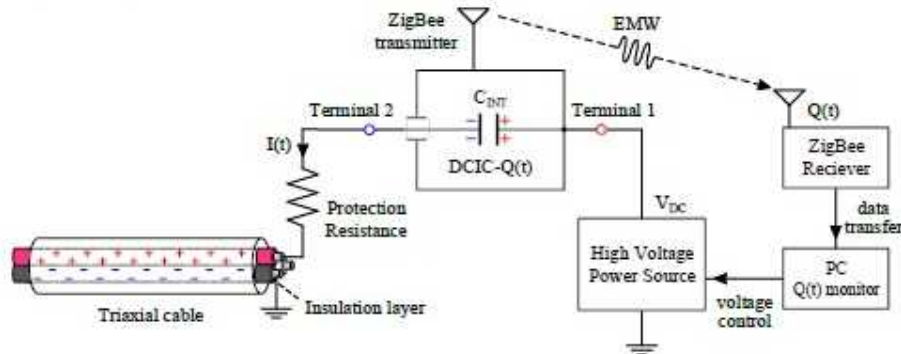 ZigBee
transmitter
EMW
C_INT
Terminal 2
Terminal 1
Q(t)
I(t)
DCIC-Q(t)
ZigBee
Reciever
Protection
Resistance
V_DC
data
transfer
High Voltage
Power Source
PC
Q(t) monitor
voltage
control
Insulation layer
Triaxial cable